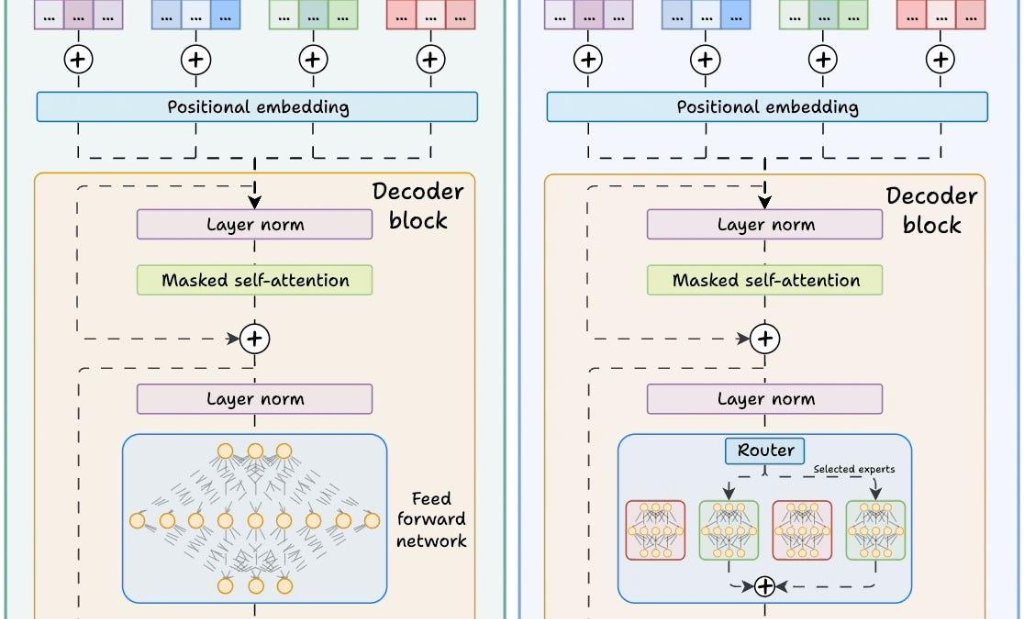 ... ... ... ... ... ... ... ... ... ... ... ...
Positional embedding
Decoder
block
Layer norm
Masked self-attention
Layer norm
Feed
forward
network
... ... ... ... ... ... ... ... ... ... ... ...
Positional embedding
Decoder
block
Layer norm
Masked self-attention
Layer norm
Router
Selected experts